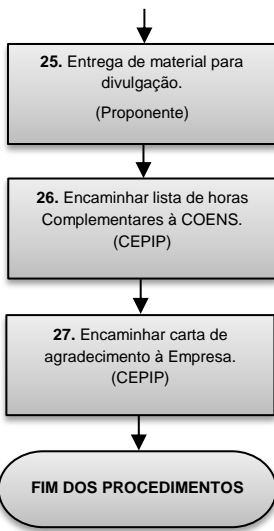 25. Entrega de material para
divulgação.
(Proponente)
26. Encaminhar lista de horas
Complementares à COENS.
(CEPIP)
27. Encaminhar carta de
agradecimento à Empresa.
(CEPIP)
FIM DOS PROCEDIMENTOS